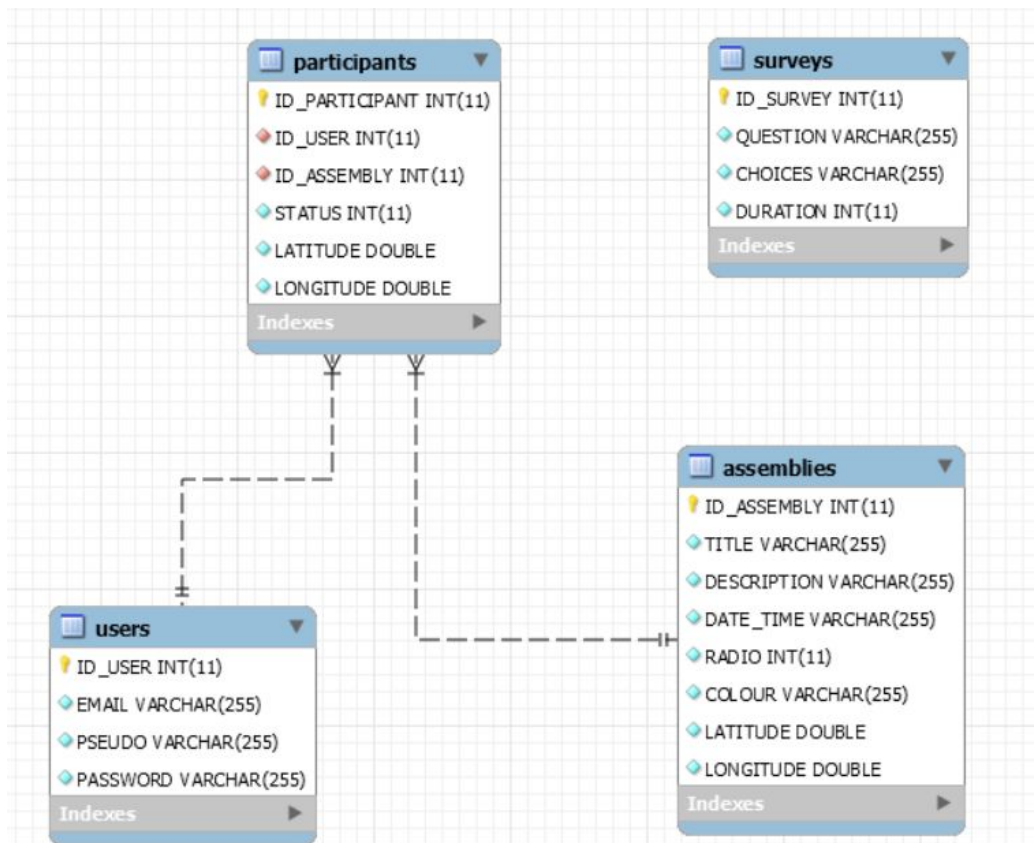 participants
ID_PARTICIPANT INT(11)
ID_USER INT(11)
ID_ASSEMBLY INT(11)
STATUS INT(11)
LATITUDE DOUBLE
LONGITUDE DOUBLE
Indexes
surveys
ID_SURVEY INT(11)
QUESTION VARCHAR(255)
CHOICES VARCHAR(255)
DURATION INT(11)
Indexes
users
ID_USER INT(11)
EMAIL VARCHAR(255)
PSEUDO VARCHAR(255)
PASSWORD VARCHAR(255)
Indexes
assemblies
ID_ASSEMBLY INT(11)
TITLE VARCHAR(255)
DESCRIPTION VARCHAR(255)
DATE_TIME VARCHAR(255)
RADIO INT(11)
COLOUR VARCHAR(255)
LATITUDE DOUBLE
LONGITUDE DOUBLE
Indexes